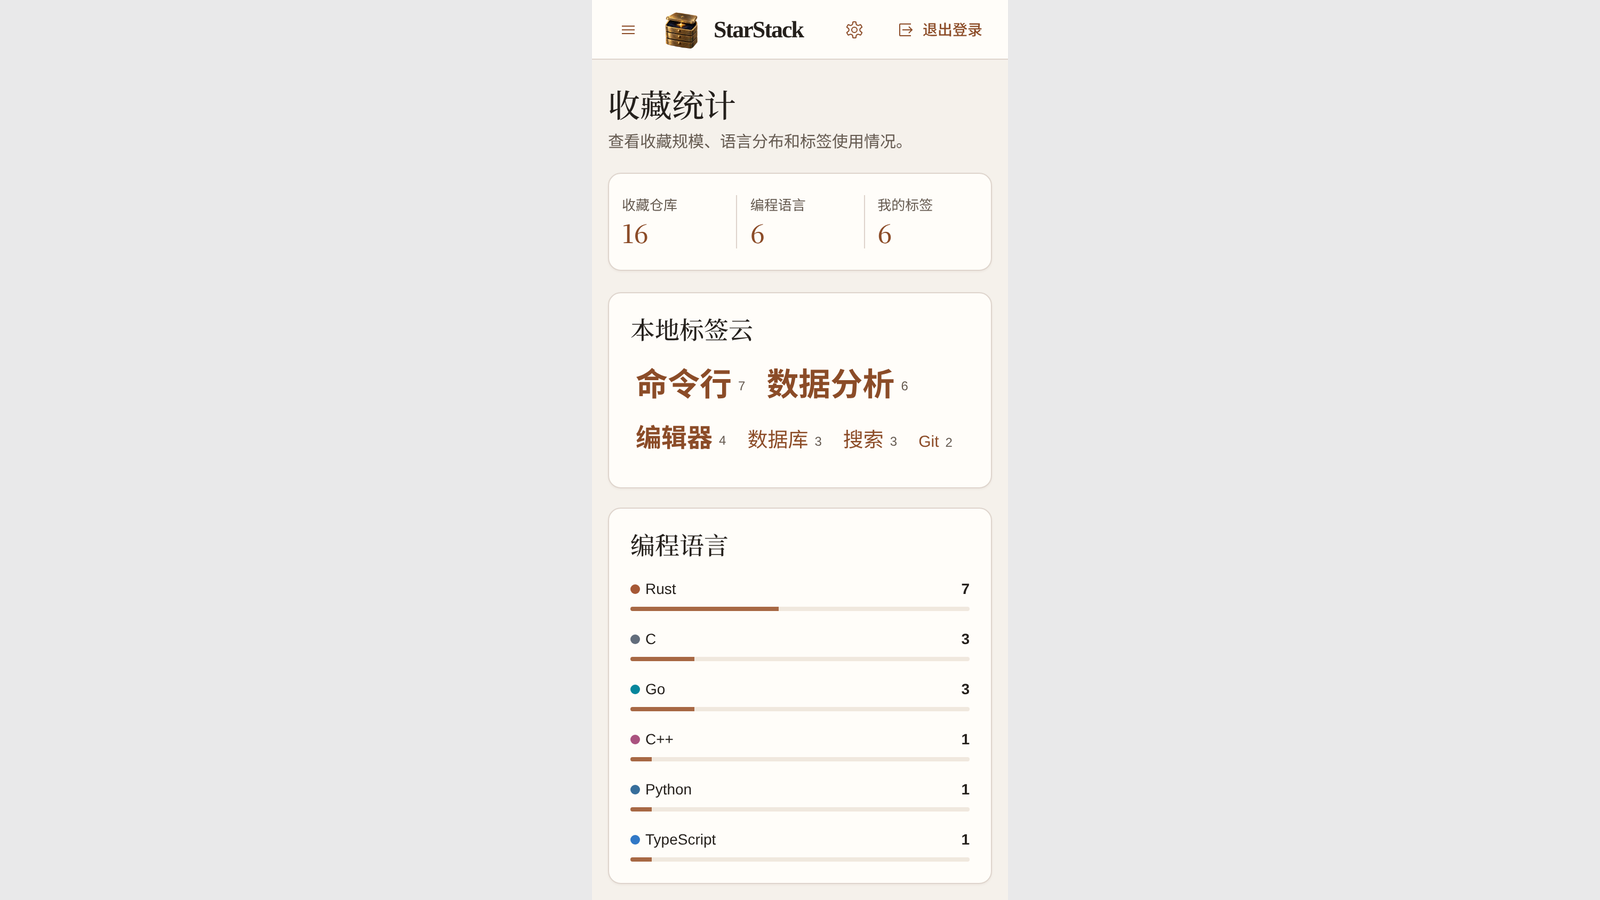 StarStack
退出登录
收藏统计
查看收藏规模、语言分布和标签使用情况。
收藏仓库 编程语言 我的标签
16 6 6
本地标签云
命令行 7 数据分析 6
编辑器 4 数据库 3 搜索 3 Git 2
编程语言
Rust 7
C 3
Go 3
C++ 1
Python 1
TypeScript 1